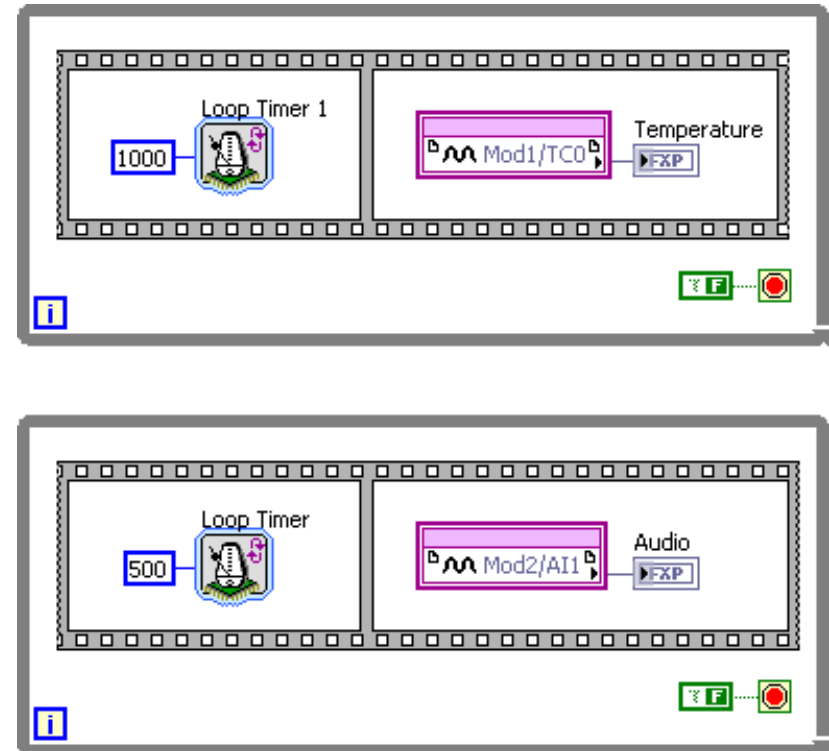 Loop Timer 1
1000
Mod1/TC0
Temperature
FXP
F
i
Loop Timer
500
Mod2/AI1
Audio
FXP
F
i